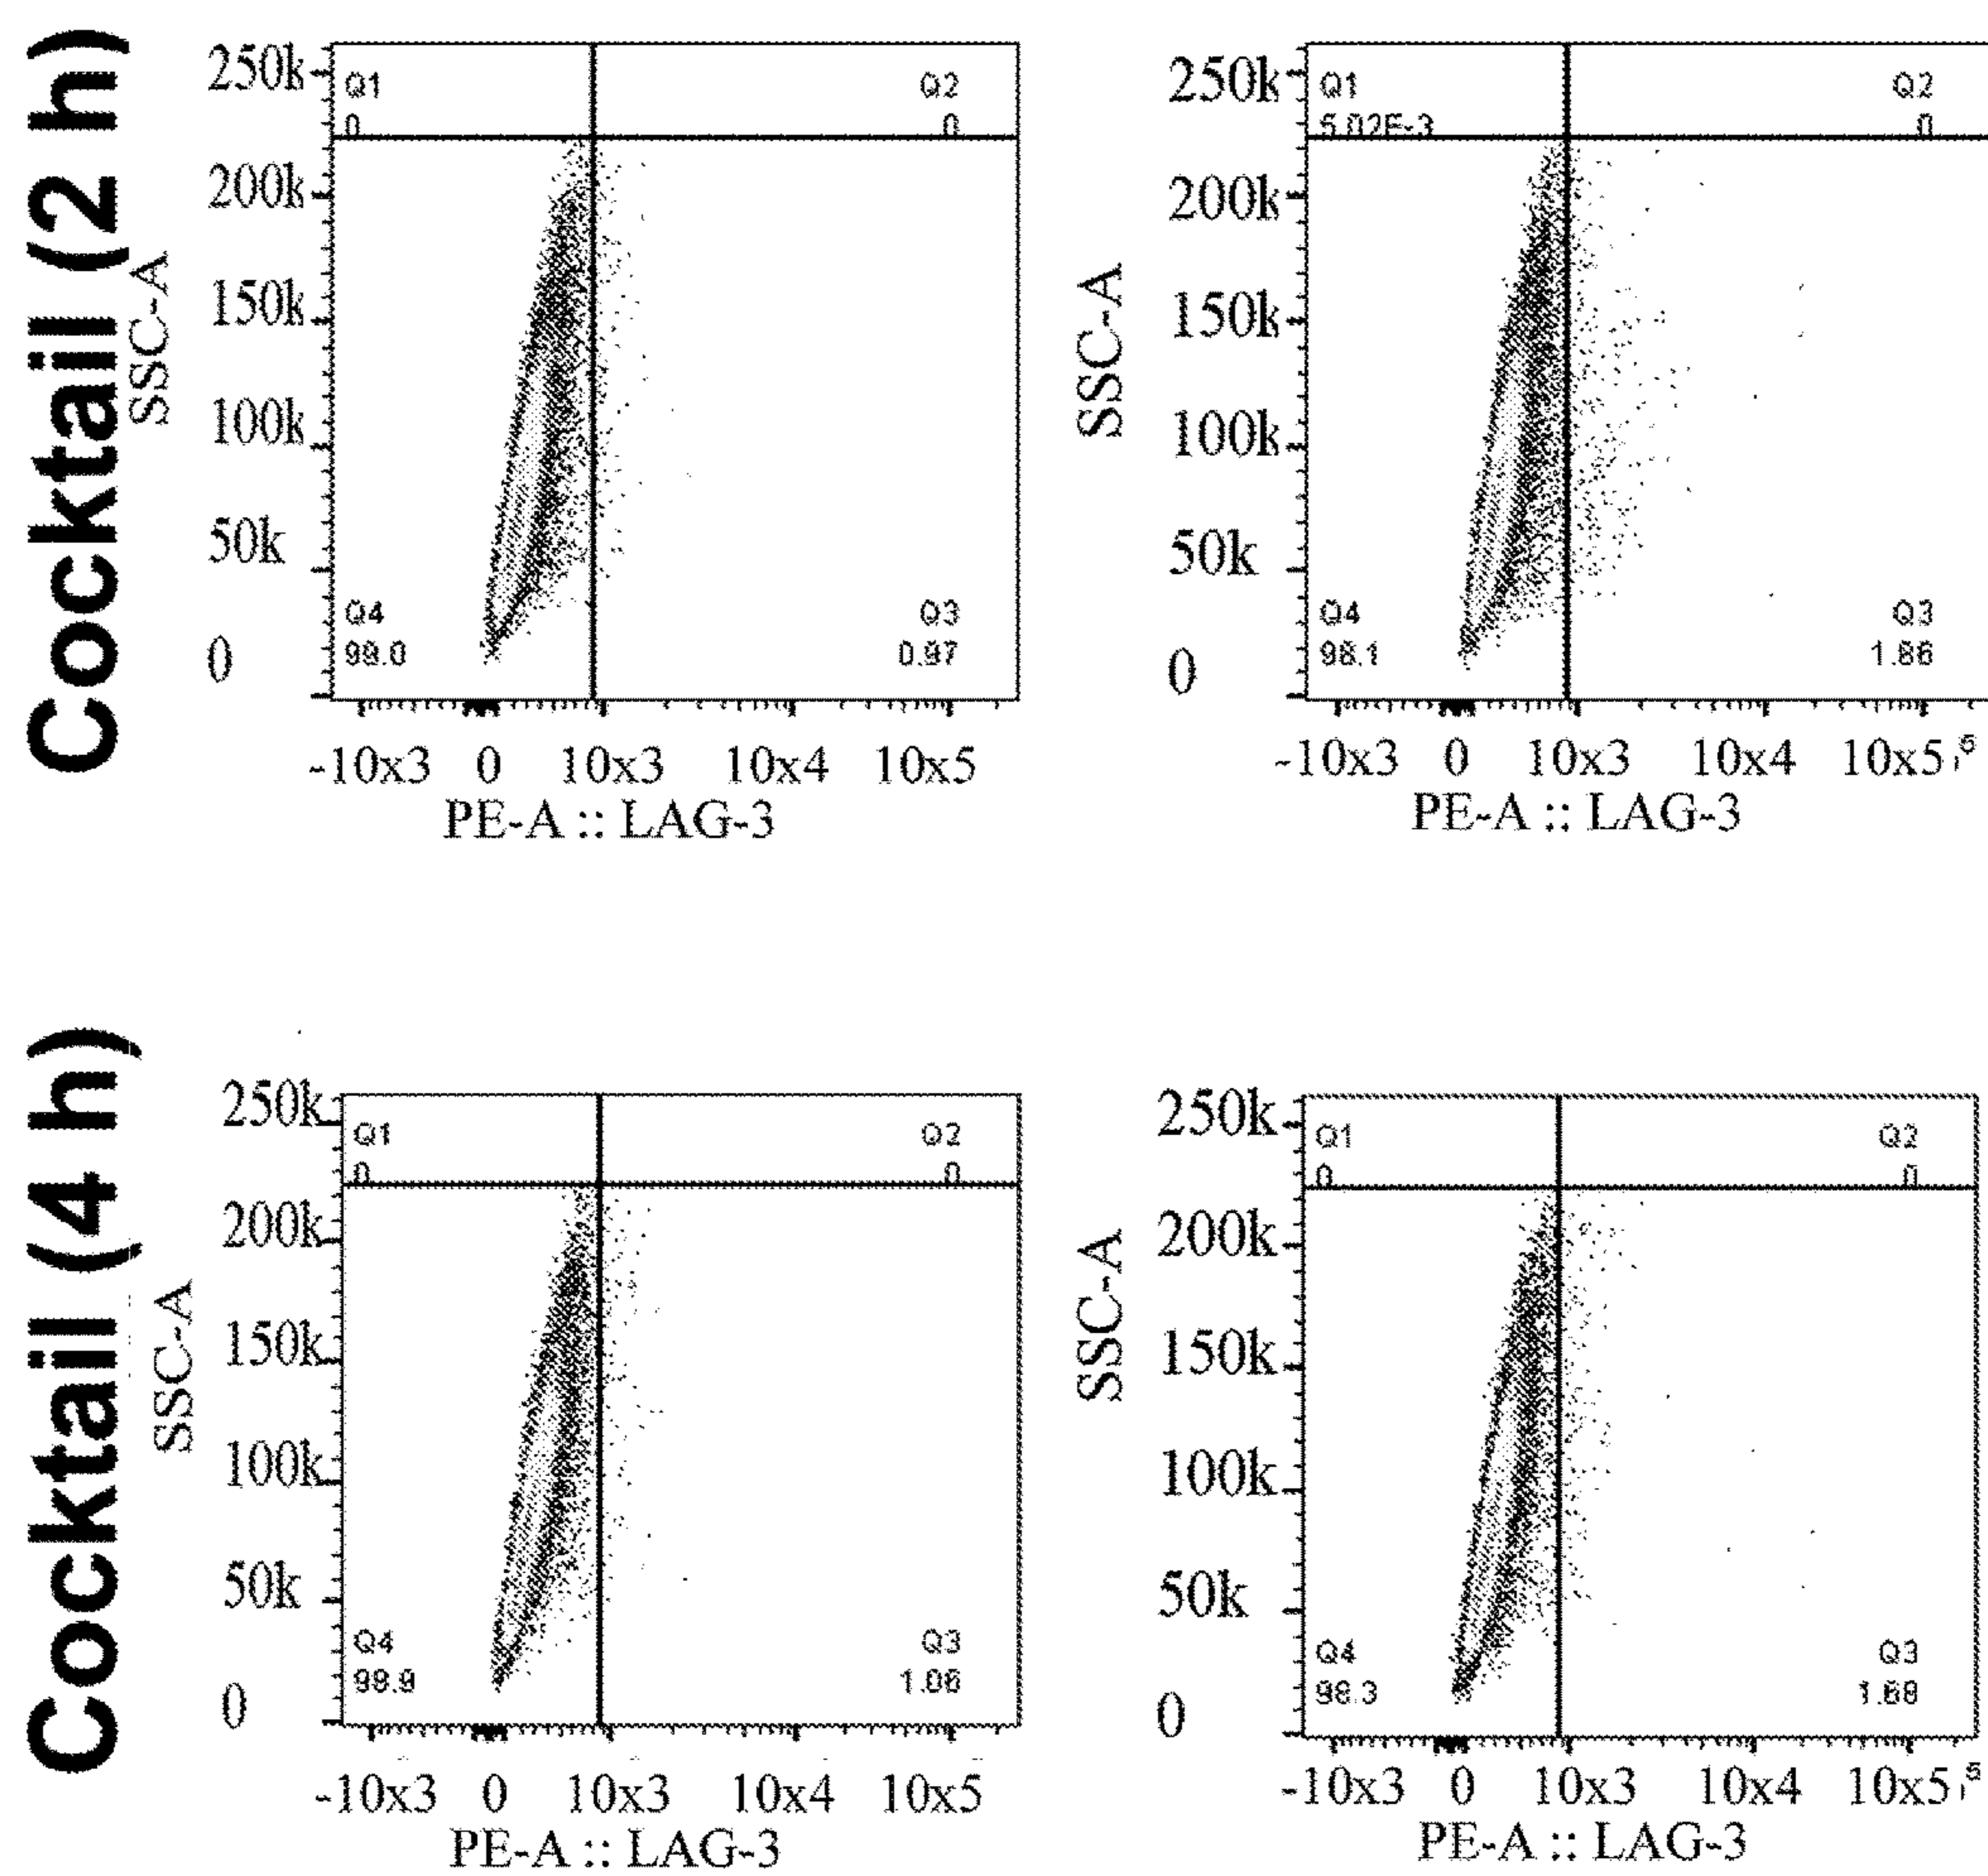 Cocktail (2 h)
SSC-A
250k
200k
150k
100k
50k
0
Q1
0
Q2
0
Q4
99.0
Q3
0.97
-10x3 0 10x3 10x4 10x5
PE-A :: LAG-3
SSC-A
250k
200k
150k
100k
50k
0
Q1
5.02E-3
Q2
0
Q4
98.1
Q3
1.86
-10x3 0 10x3 10x4 10x5
PE-A :: LAG-3
Cocktail (4 h)
SSC-A
250k
200k
150k
100k
50k
0
Q1
0
Q2
0
Q4
98.9
Q3
1.06
-10x3 0 10x3 10x4 10x5
PE-A :: LAG-3
SSC-A
250k
200k
150k
100k
50k
0
Q1
0
Q2
0
Q4
98.3
Q3
1.68
-10x3 0 10x3 10x4 10x5
PE-A :: LAG-3